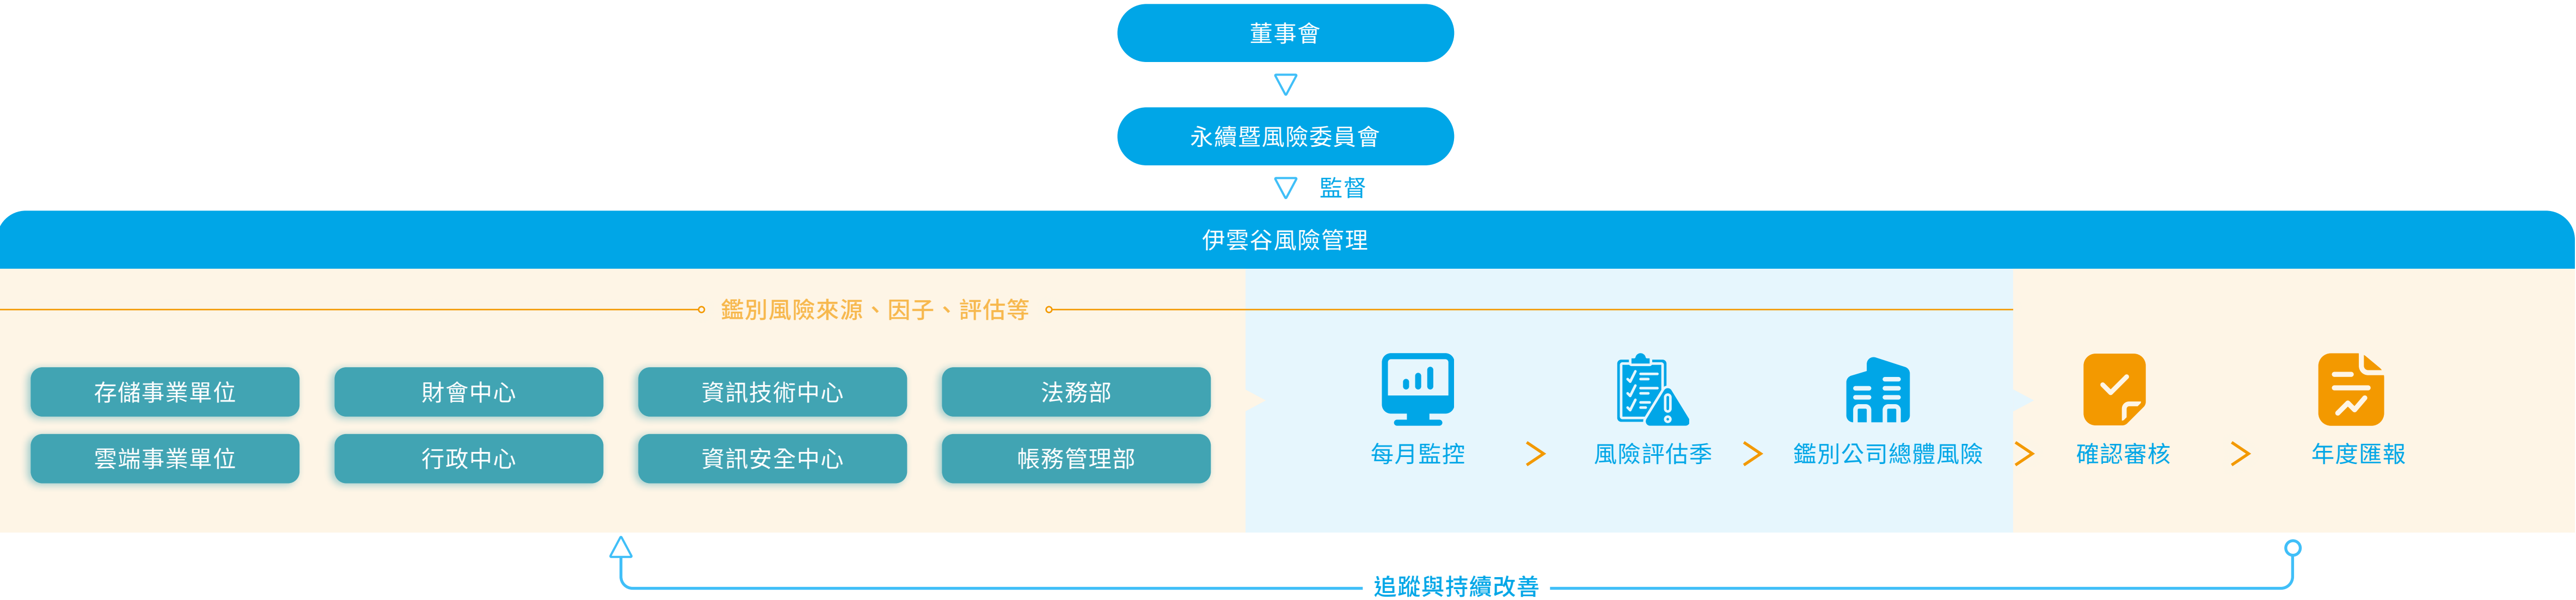 董事會
永續暨風險委員會
監督
伊雲谷風險管理
鑑別風險來源、因子、評估等
存儲事業單位
財會中心
資訊技術中心
法務部
雲端事業單位
行政中心
資訊安全中心
帳務管理部
每月監控
風險評估季
鑑別公司總體風險
確認審核
年度匯報
追蹤與持續改善